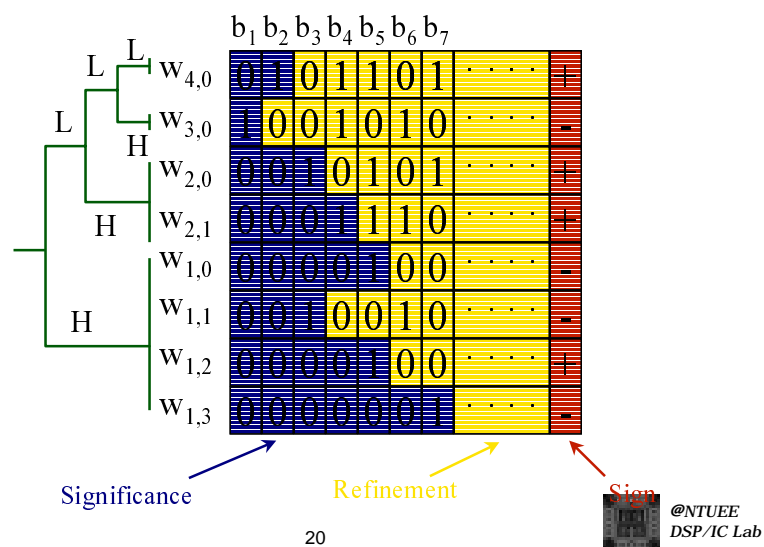 b1 b2 b3 b4 b5 b6 b7
L L w4,0 0 1 0 1 1 0 1 . . . . +
L H w3,0 1 0 0 1 0 1 0 . . . . -
w2,0 0 0 1 0 1 0 1 . . . . +
H w2,1 0 0 0 1 1 1 0 . . . . +
w1,0 0 0 0 0 1 0 0 . . . . -
H w1,1 0 0 1 0 0 1 0 . . . . -
w1,2 0 0 0 0 1 0 0 . . . . +
w1,3 0 0 0 0 0 0 1 . . . . -
Significance Refinement Sign
@NTUEE
DSP/IC Lab
20